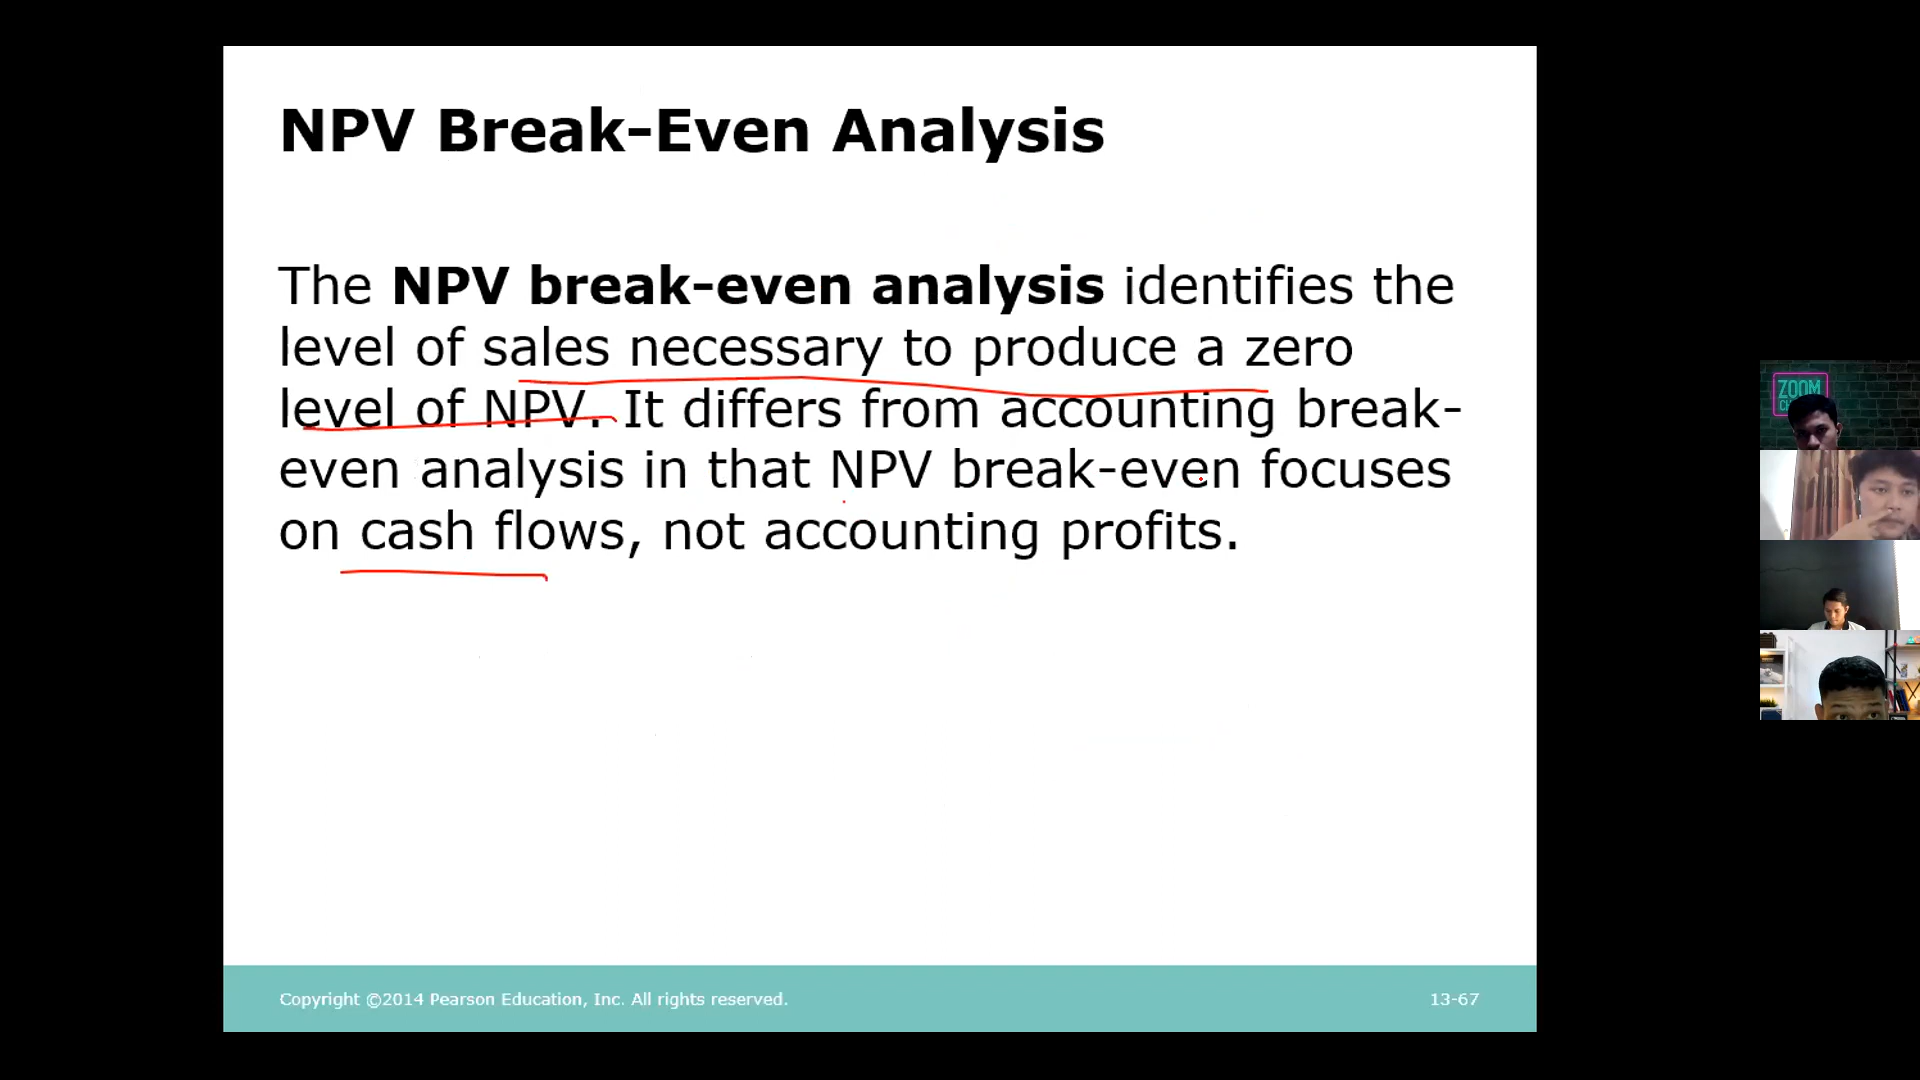 NPV Break-Even Analysis
The NPV break-even analysis identifies the
level of sales necessary to produce a zero
level of NPV. It differs from accounting break-
even analysis in that NPV break-even focuses
on cash flows, not accounting profits.
ZOOM
Copyright ©2014 Pearson Education, Inc. All rights reserved.
13-67